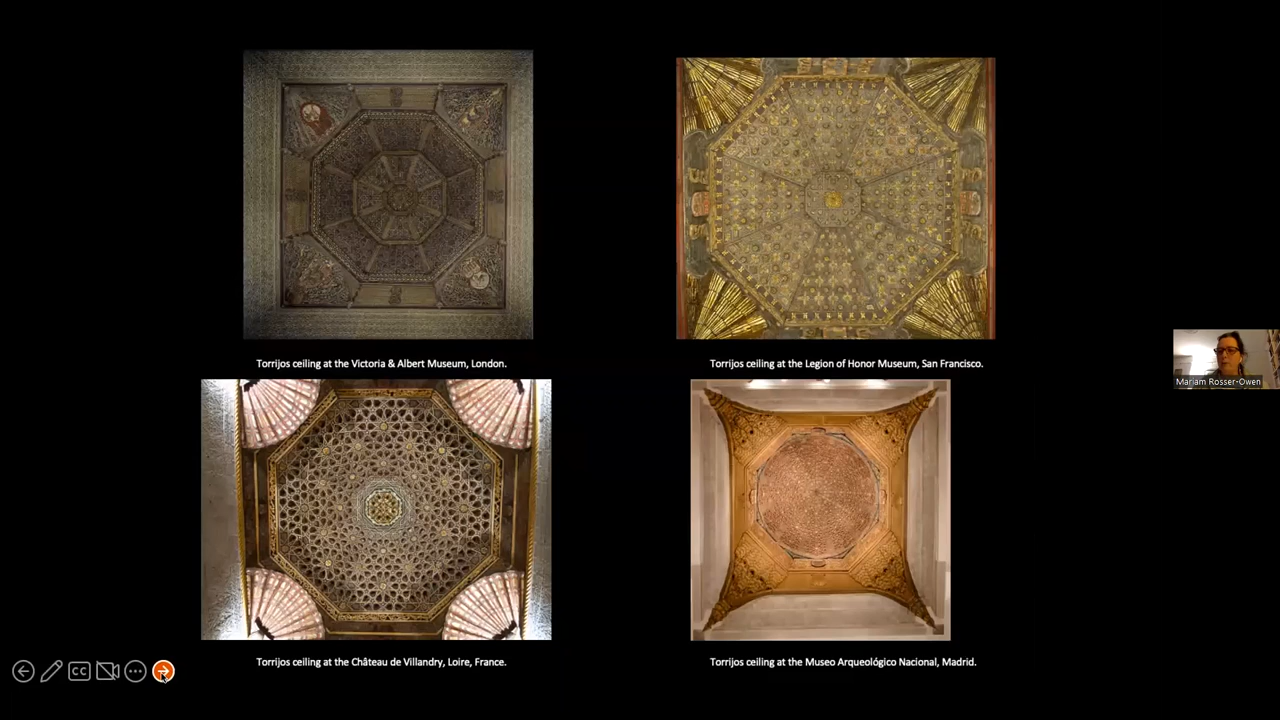 Torrijos ceiling at the Victoria & Albert Museum, London.
Torrijos ceiling at the Legion of Honor Museum, San Francisco.
Mariam Rosser-Owen
Torrijos ceiling at the Château de Villandry, Loire, France.
Torrijos ceiling at the Museo Arqueológico Nacional, Madrid.
CC